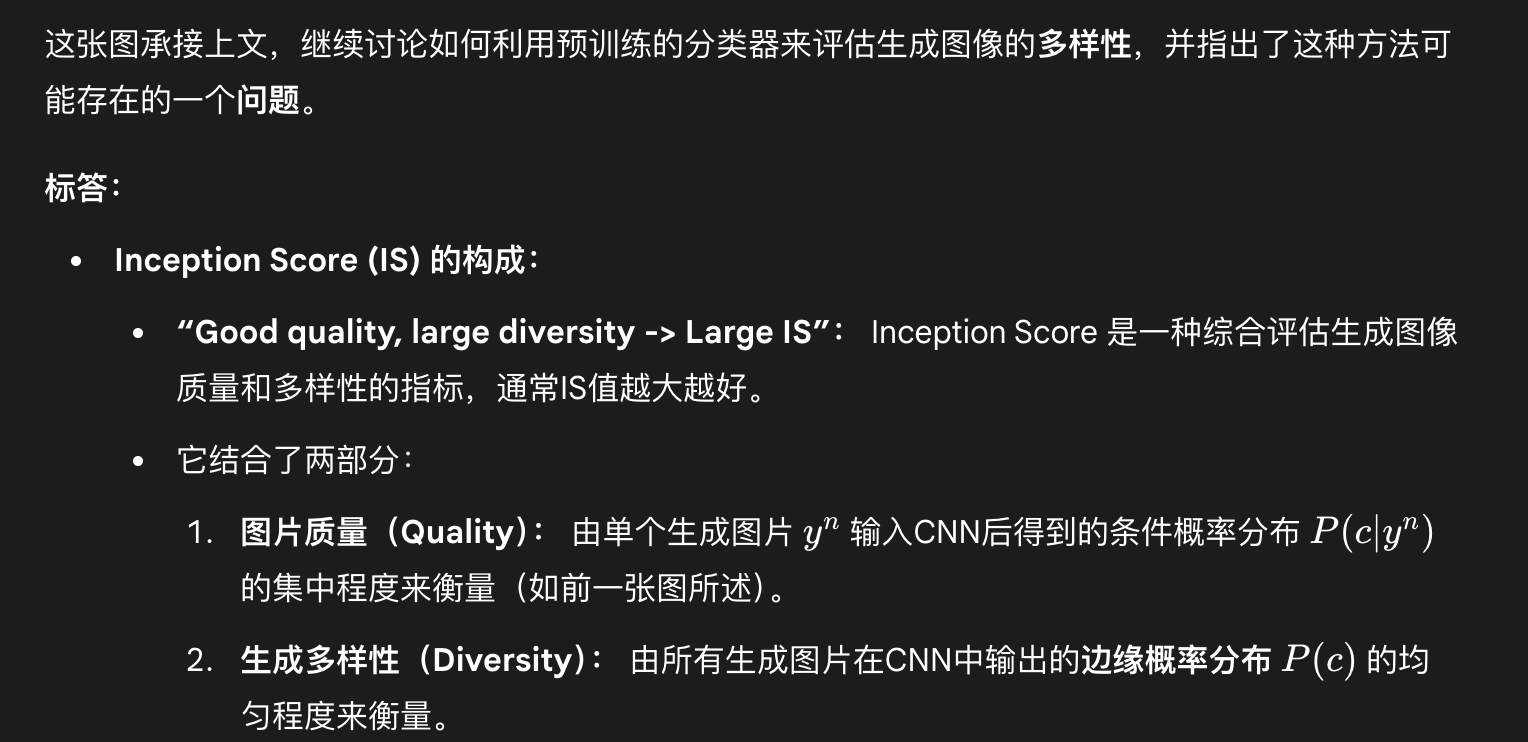 这张图承接上文，继续讨论如何利用预训练的分类器来评估生成图像的多样性，并指出了这种方法可
能存在的一个问题。
标答：
• Inception Score (IS) 的构成：
• “Good quality, large diversity -> Large IS”： Inception Score 是一种综合评估生成图像
质量和多样性的指标，通常IS值越大越好。
• 它结合了两部分：
1. 图片质量（Quality）： 由单个生成图片 yⁿ 输入CNN后得到的条件概率分布 P(c|yⁿ)
的集中程度来衡量（如前一张图所述）。
2. 生成多样性（Diversity）： 由所有生成图片在CNN中输出的边缘概率分布 P(c) 的均
匀程度来衡量。